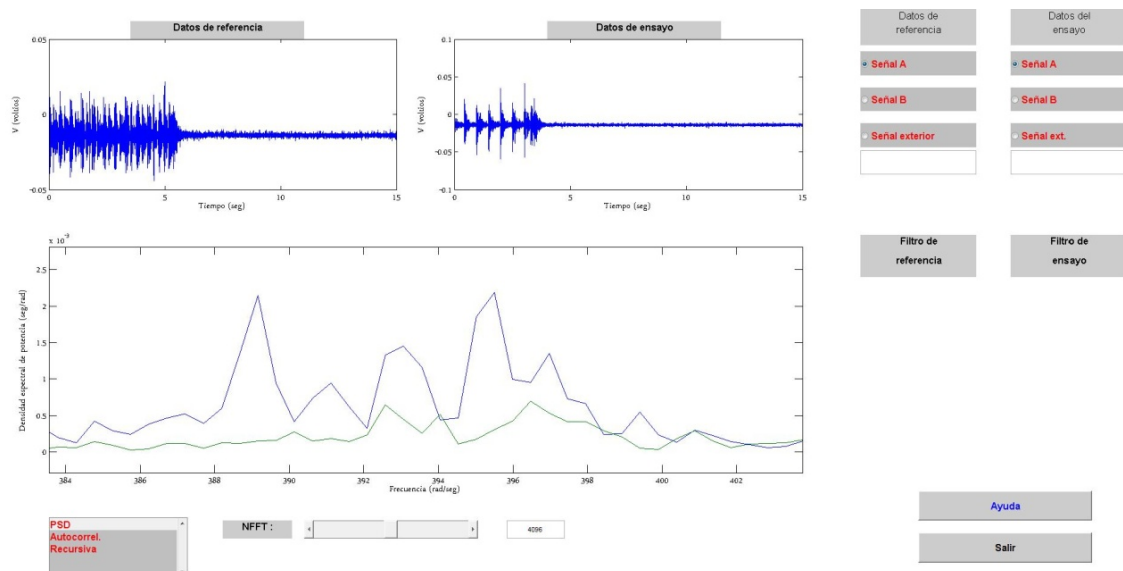 Datos de referencia
0.05
0
-0.05
V (voltios)
0
5
10
15
Tiempo (seg)
Datos de ensayo
0.1
0.05
0
-0.05
-0.1
V (voltios)
0
5
10
15
Tiempo (seg)
Datos de
referencia
Señal A
Señal B
Señal exterior
Datos del
ensayo
Señal A
Señal B
Señal ext.
Filtro de
referencia
Filtro de
ensayo
2.5
2
1.5
1
0.5
0
Densidad espectral de potencia (seg/rad)
384
386
388
390
392
394
396
398
400
402
Frecuencia (rad/seg)
PSD
Autocorrel.
Recursiva
NFFT :
4096
Ayuda
Salir